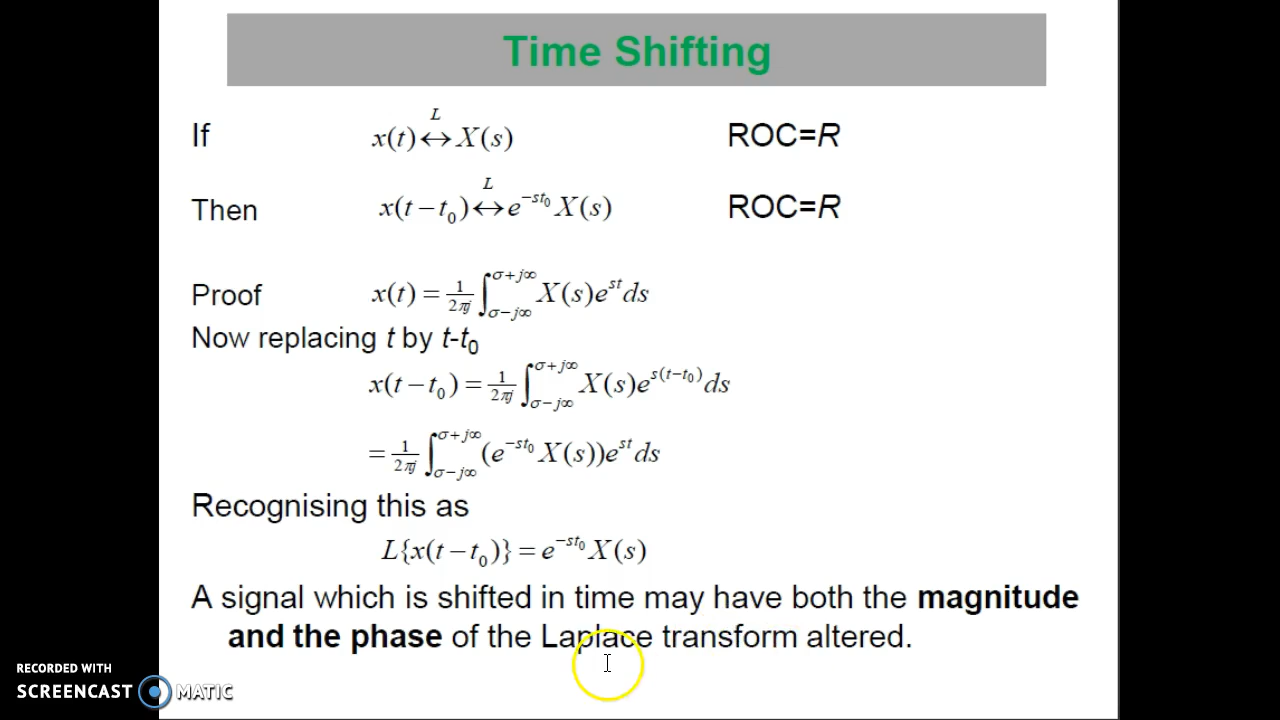 Time Shifting
If x(t) ↔ᴸ X(s) ROC=R
Then x(t − t₀) ↔ᴸ e^{−st₀} X(s) ROC=R
Proof x(t) = 1/2πj ∫_{σ−j∞}^{σ+j∞} X(s)e^{st} ds
Now replacing t by t-t₀
x(t − t₀) = 1/2πj ∫_{σ−j∞}^{σ+j∞} X(s)e^{s(t−t₀)} ds
= 1/2πj ∫_{σ−j∞}^{σ+j∞} (e^{−st₀} X(s))e^{st} ds
Recognising this as
L{x(t − t₀)} = e^{−st₀} X(s)
A signal which is shifted in time may have both the magnitude
and the phase of the Laplace transform altered.
RECORDED WITH
SCREENCAST MATIC